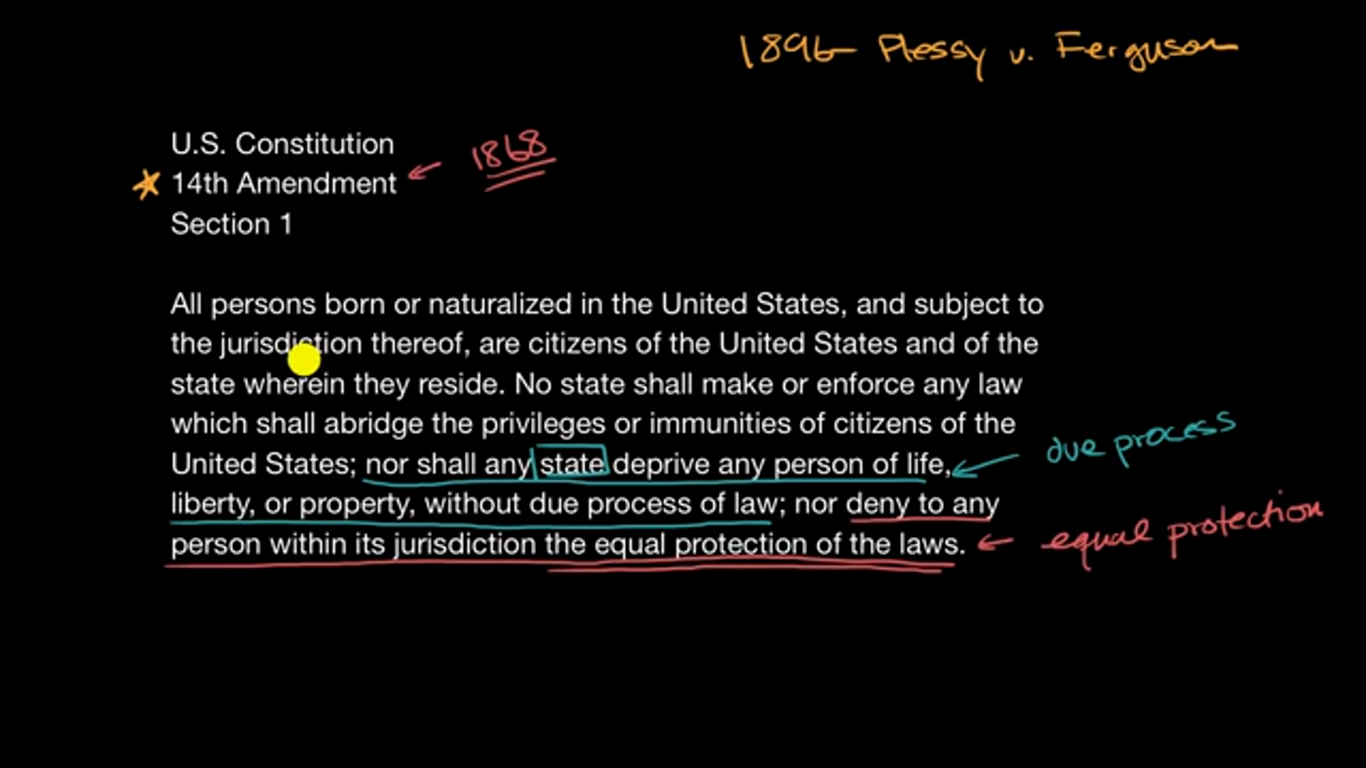 1896 Plessy v. Ferguson
U.S. Constitution
14th Amendment
1868
Section 1
All persons born or naturalized in the United States, and subject to
the jurisdiction thereof, are citizens of the United States and of the
state wherein they reside. No state shall make or enforce any law
which shall abridge the privileges or immunities of citizens of the
United States; nor shall any state deprive any person of life,
due process
liberty, or property, without due process of law; nor deny to any
person within its jurisdiction the equal protection of the laws.
equal protection